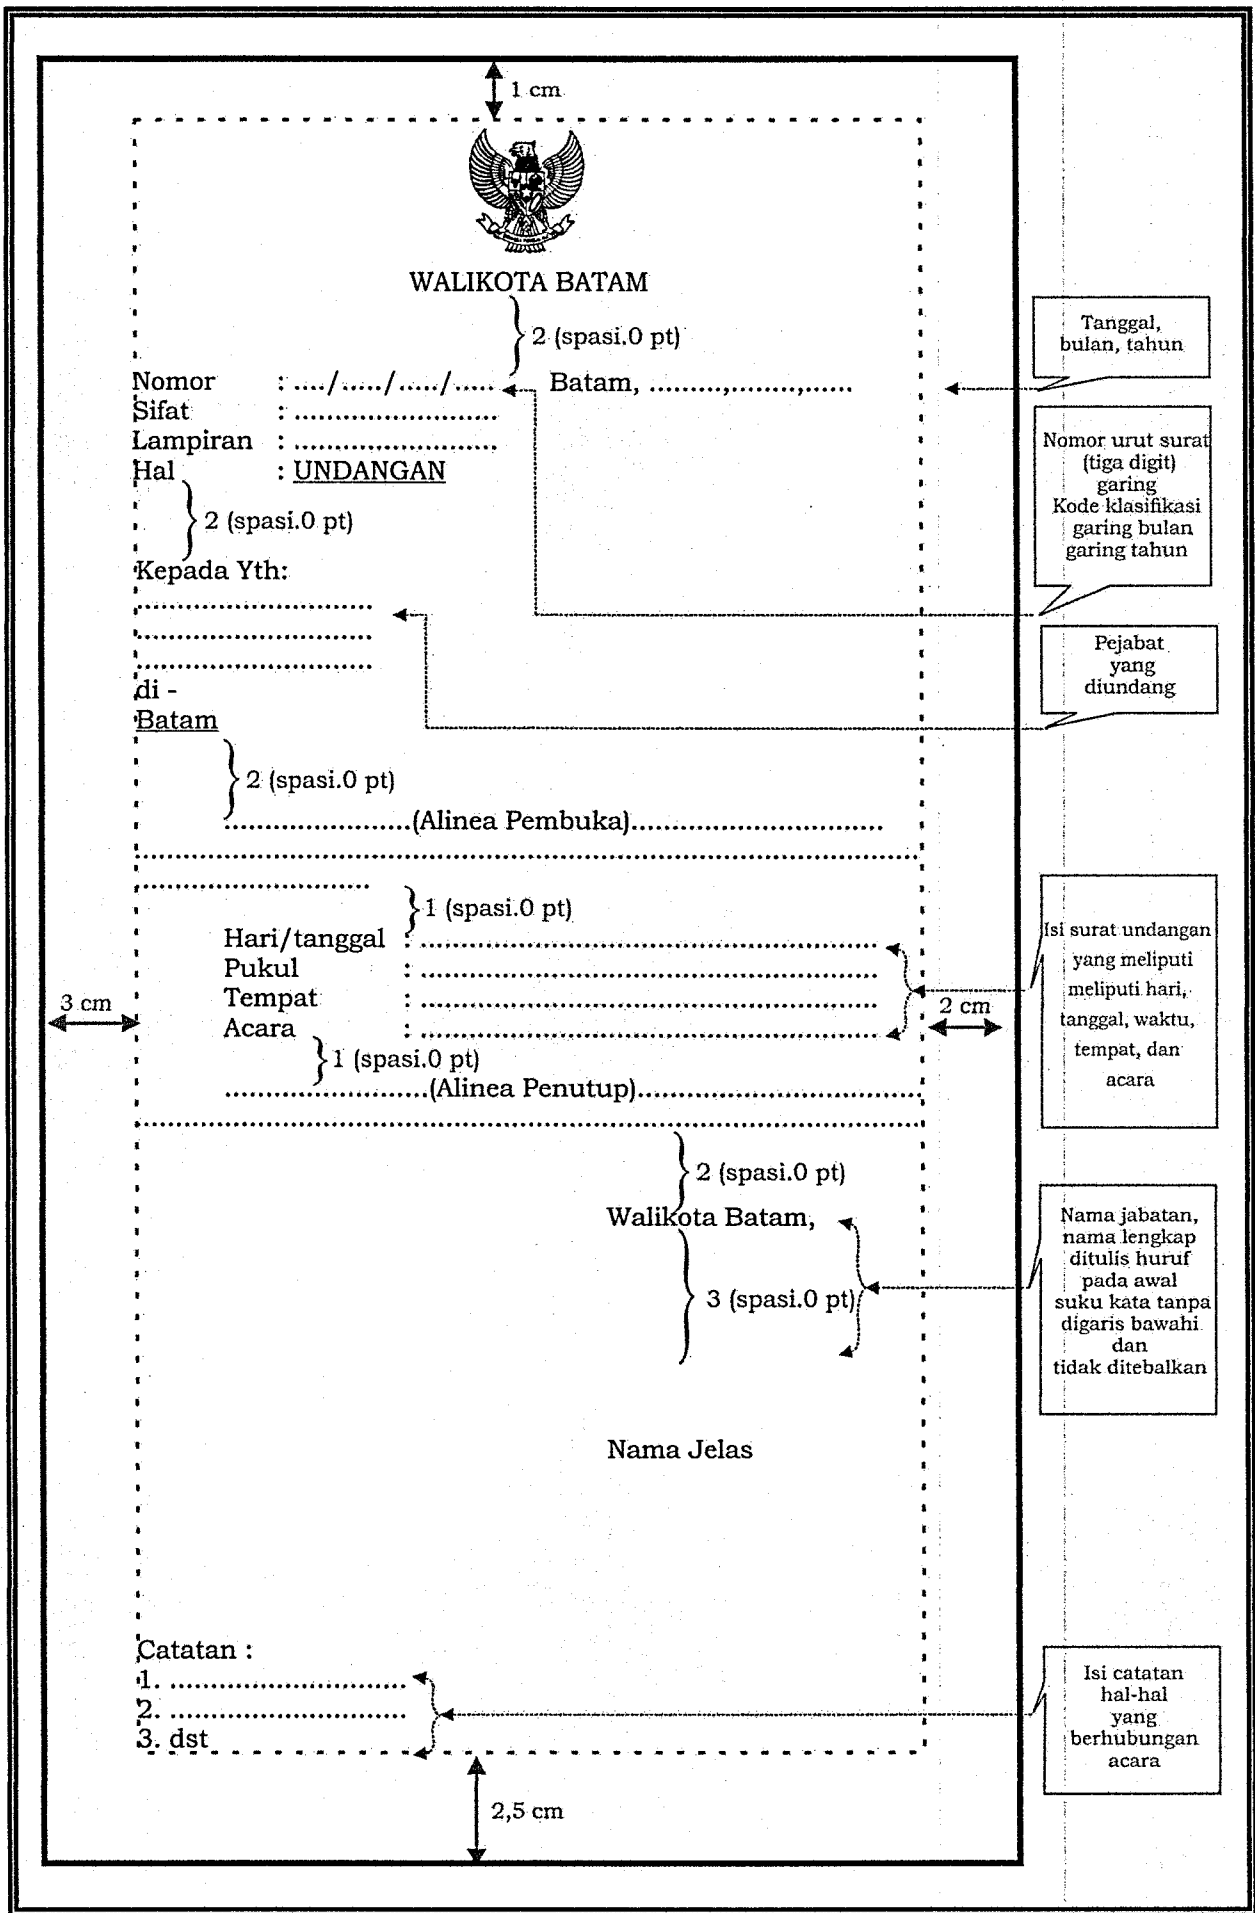 1 cm
WALIKOTA BATAM
2 (spasi.0 pt)
Tanggal,
bulan, tahun
Nomor : ..../...../...../..... Batam, .........,.......,......
Sifat : ..........................
Lampiran : ..........................
Hal : UNDANGAN
Nomor urut surat
(tiga digit)
garing
Kode klasifikasi
garing bulan
garing tahun
2 (spasi.0 pt)
Kepada Yth:
..............................
..............................
..............................
di -
Batam
Pejabat
yang
diundang
2 (spasi.0 pt)
........................(Alinea Pembuka)................................
....................................................................................................
..............................
1 (spasi.0 pt)
Hari/tanggal : ..........................................................
Pukul : ..........................................................
Tempat : ..........................................................
Acara : ..........................................................
Isi surat undangan
yang meliputi
meliputi hari,
tanggal, waktu,
tempat, dan
acara
3 cm
2 cm
1 (spasi.0 pt)
..........................(Alinea Penutup)....................................
....................................................................................................
2 (spasi.0 pt)
Walikota Batam,
3 (spasi.0 pt)
Nama jabatan,
nama lengkap
ditulis huruf
pada awal
suku kata tanpa
digaris bawahi
dan
tidak ditebalkan
Nama Jelas
Catatan :
1. ..............................
2. ..............................
3. dst
Isi catatan
hal-hal
yang
berhubungan
acara
2,5 cm